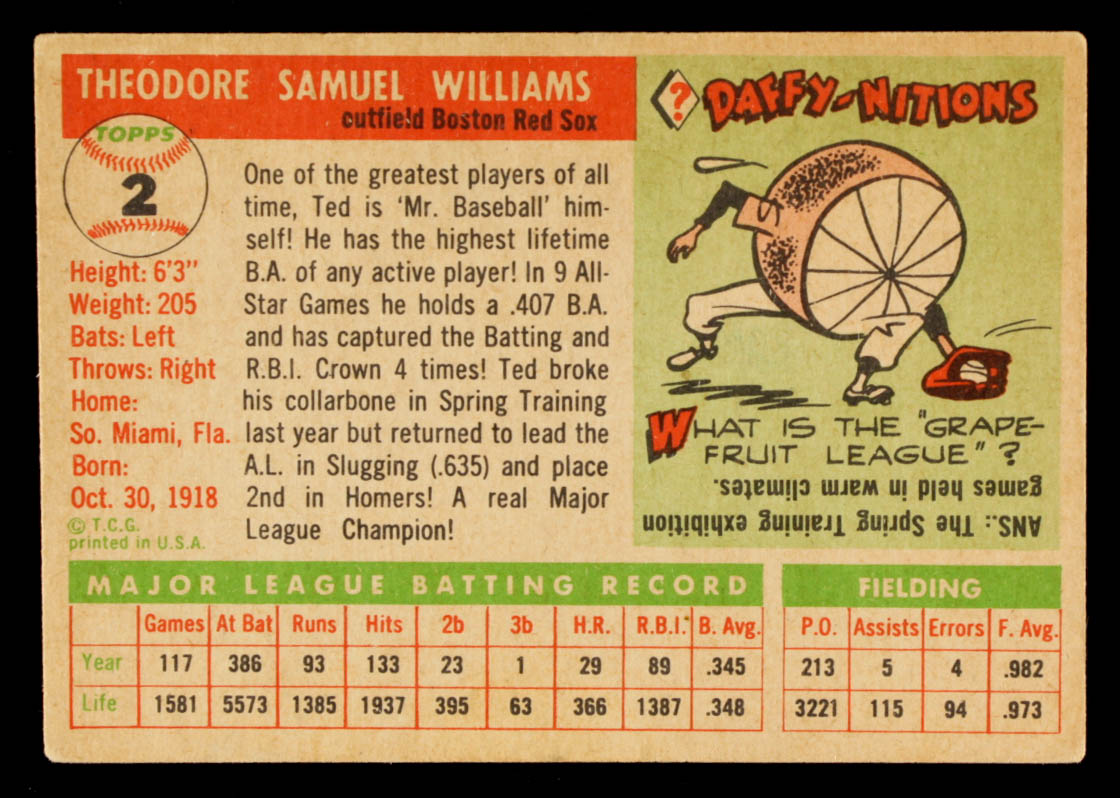 THEODORE SAMUEL WILLIAMS
outfield Boston Red Sox
TOPPS
2
Height: 6'3"
Weight: 205
Bats: Left
Throws: Right
Home:
So. Miami, Fla.
Born:
Oct. 30, 1918
© T.C.G.
printed in U.S.A.
One of the greatest players of all
time, Ted is 'Mr. Baseball' him-
self! He has the highest lifetime
B.A. of any active player! In 9 All-
Star Games he holds a .407 B.A.
and has captured the Batting and
R.B.I. Crown 4 times! Ted broke
his collarbone in Spring Training
last year but returned to lead the
A.L. in Slugging (.635) and place
2nd in Homers! A real Major
League Champion!
? DAFFY-NITIONS
WHAT IS THE "GRAPE-
FRUIT LEAGUE"?
ANS.: The Spring Training exhibition
games held in warm climates.
MAJOR LEAGUE BATTING RECORD
Games At Bat Runs Hits 2b 3b H.R. R.B.I. B. Avg.
Year 117 386 93 133 23 1 29 89 .345
Life 1581 5573 1385 1937 395 63 366 1387 .348
FIELDING
P.O. Assists Errors F. Avg.
213 5 4 .982
3221 115 94 .973